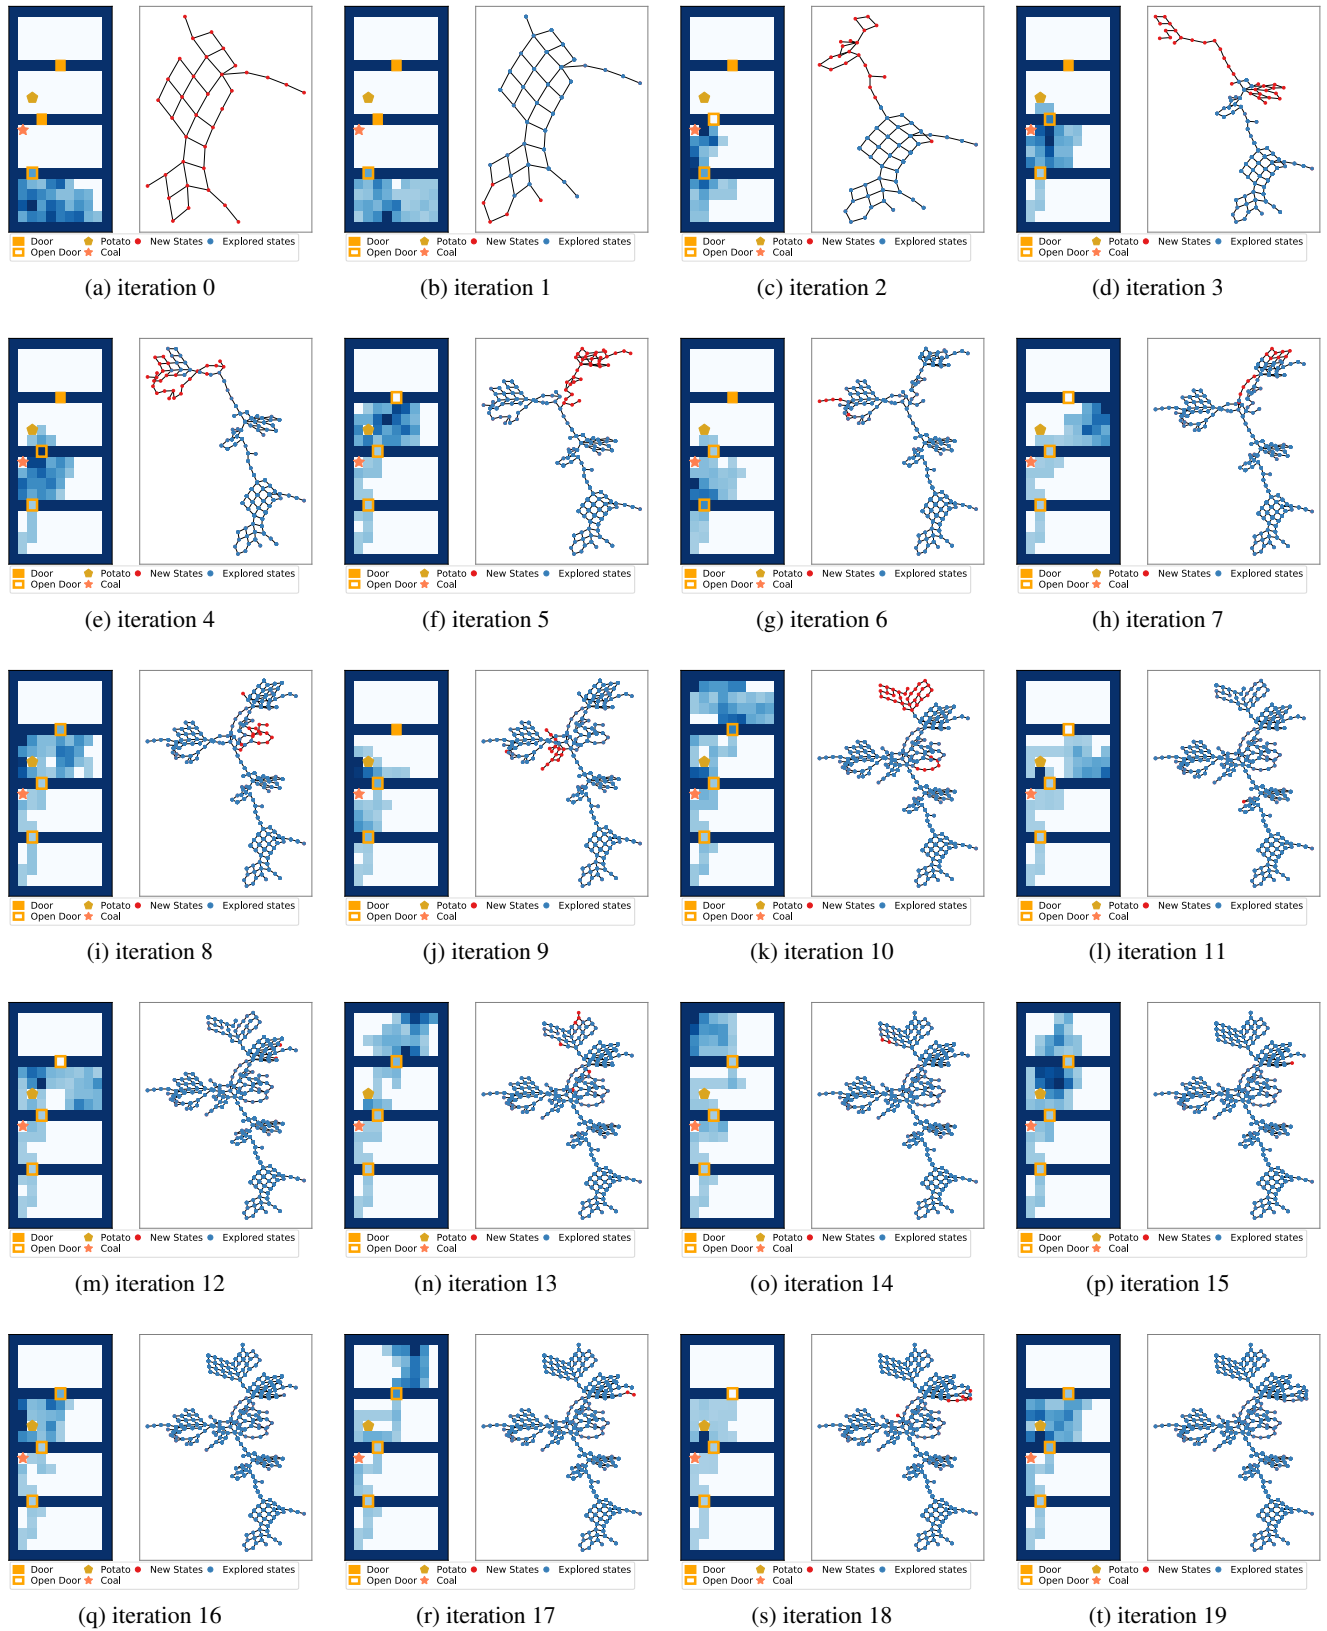 Door Potato New States Explored states Door Potato New States Explored states Door Potato New States Explored states Door Potato New States Explored states
Open Door Coal Open Door Coal Open Door Coal Open Door Coal
(a) iteration 0 (b) iteration 1 (c) iteration 2 (d) iteration 3
Door Potato New States Explored states Door Potato New States Explored states Door Potato New States Explored states Door Potato New States Explored states
Open Door Coal Open Door Coal Open Door Coal Open Door Coal
(e) iteration 4 (f) iteration 5 (g) iteration 6 (h) iteration 7
Door Potato New States Explored states Door Potato New States Explored states Door Potato New States Explored states Door Potato New States Explored states
Open Door Coal Open Door Coal Open Door Coal Open Door Coal
(i) iteration 8 (j) iteration 9 (k) iteration 10 (l) iteration 11
Door Potato New States Explored states Door Potato New States Explored states Door Potato New States Explored states Door Potato New States Explored states
Open Door Coal Open Door Coal Open Door Coal Open Door Coal
(m) iteration 12 (n) iteration 13 (o) iteration 14 (p) iteration 15
Door Potato New States Explored states Door Potato New States Explored states Door Potato New States Explored states Door Potato New States Explored states
Open Door Coal Open Door Coal Open Door Coal Open Door Coal
(q) iteration 16 (r) iteration 17 (s) iteration 18 (t) iteration 19